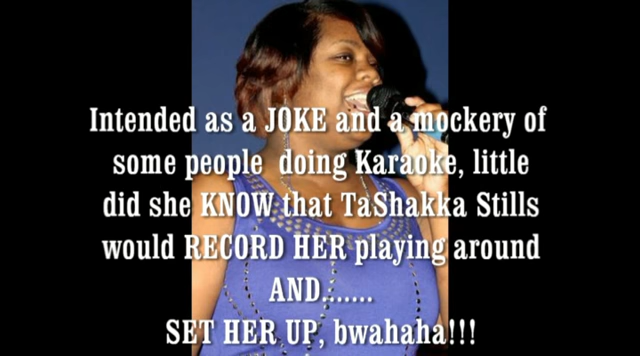 Intended as a JOKE and a mockery of
some people doing Karaoke, little
did she KNOW that TaShakka Stills
would RECORD HER playing around
AND.......
SET HER UP, bwahaha!!!